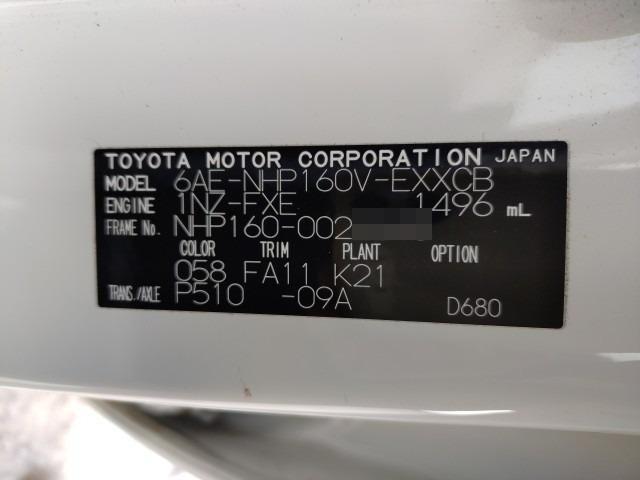 TOYOTA MOTOR CORPORATION JAPAN
MODEL 6AE-NHP160V-EXXCB
ENGINE 1NZ-FXE 1496 mL
FRAME No. NHP160-002
COLOR TRIM PLANT OPTION
058 FA11 K21
TRANS./AXLE P510 -09A D680